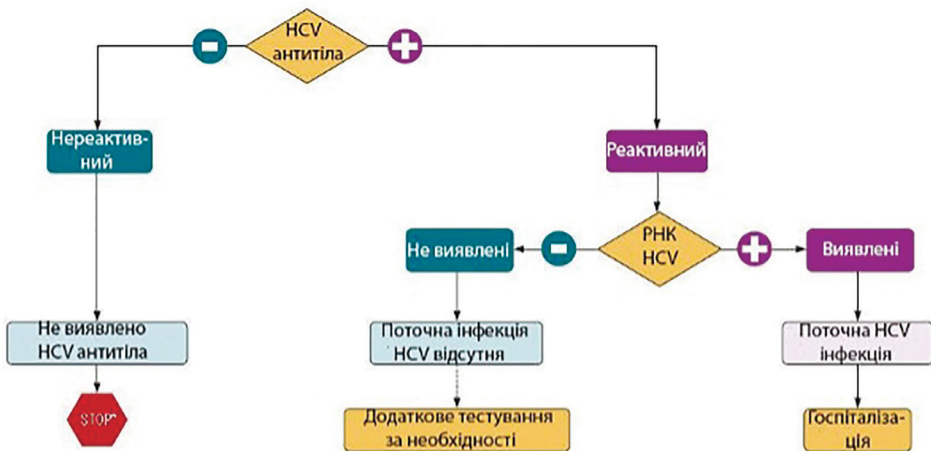 HCV
антитіла
Нереактив-
ний
Реактивний
Не виявлені
РНК
HCV
Виявлені
Не виявлено
HCV антитіла
Поточна інфекція
HCV відсутня
Поточна HCV
інфекція
STOP*
Додаткове тестування
за необхідності
Госпіталіза-
ція